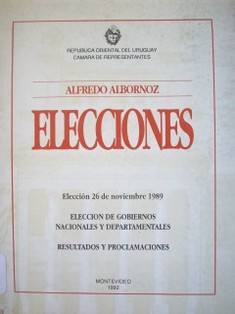 REPUBLICA ORIENTAL DEL URUGUAY
CAMARA DE REPRESENTANTES
ALFREDO ALBORNOZ
ELECCIONES
Elección 26 de noviembre 1989
ELECCION DE GOBIERNOS
NACIONALES Y DEPARTAMENTALES
RESULTADOS Y PROCLAMACIONES
MONTEVIDEO
1992